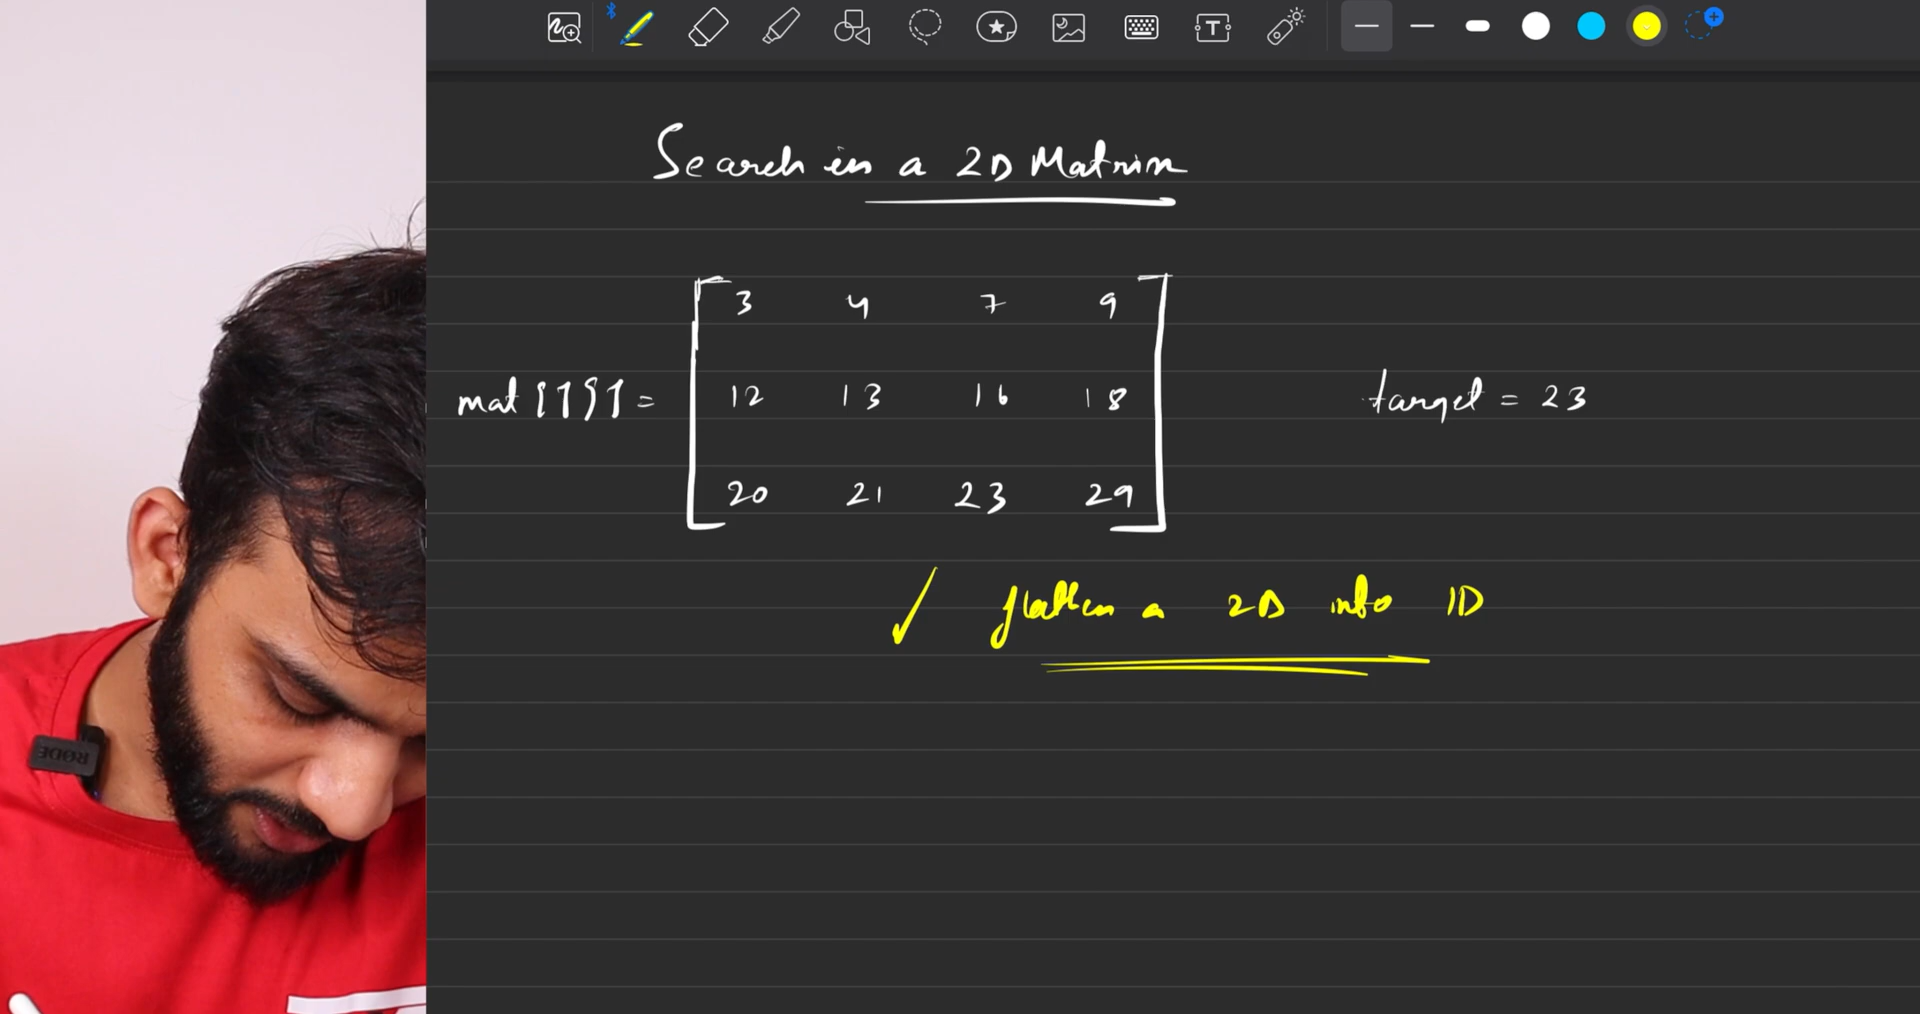 Search in a 2D Matrix
3 4 7 9
mat[][] = 12 13 16 18 target = 23
20 21 23 29
flatten a 2D into 1D
RØDE
T